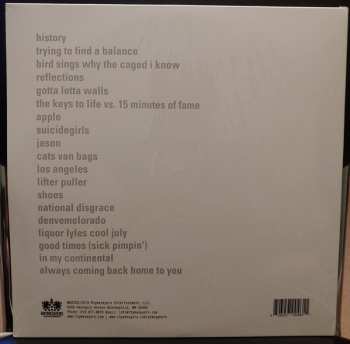 history
trying to find a balance
bird sings why the caged i know
reflections
gotta lotta walls
the keys to life vs. 15 minutes of fame
apple
suicidegirls
jason
cats van bags
los angeles
lifter puller
shoes
national disgrace
denvemolorado
liquor lyles cool july
good times (sick pimpin')
in my continental
always coming back home to you